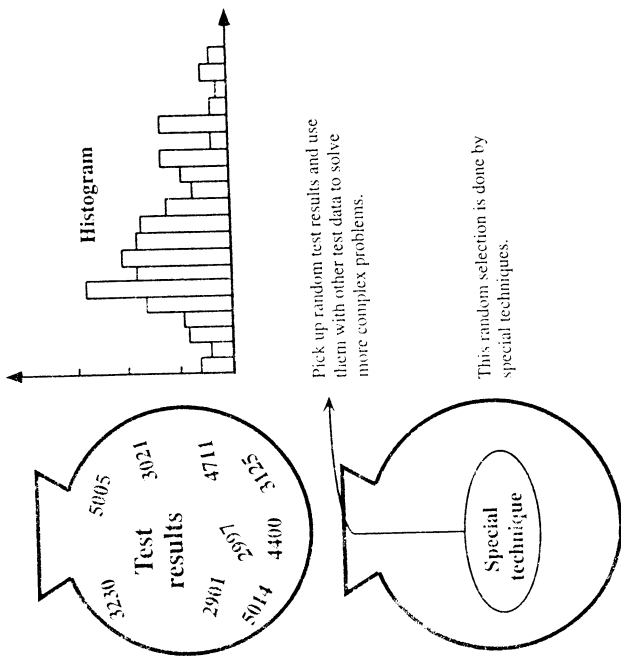 Histogram
5005
3230
3021
Test
results
4711
2997
2901
3125
4400
5014
Pick up random test results and use
them with other test data to solve
more complex problems.
Special
technique
This random selection is done by
special techniques.